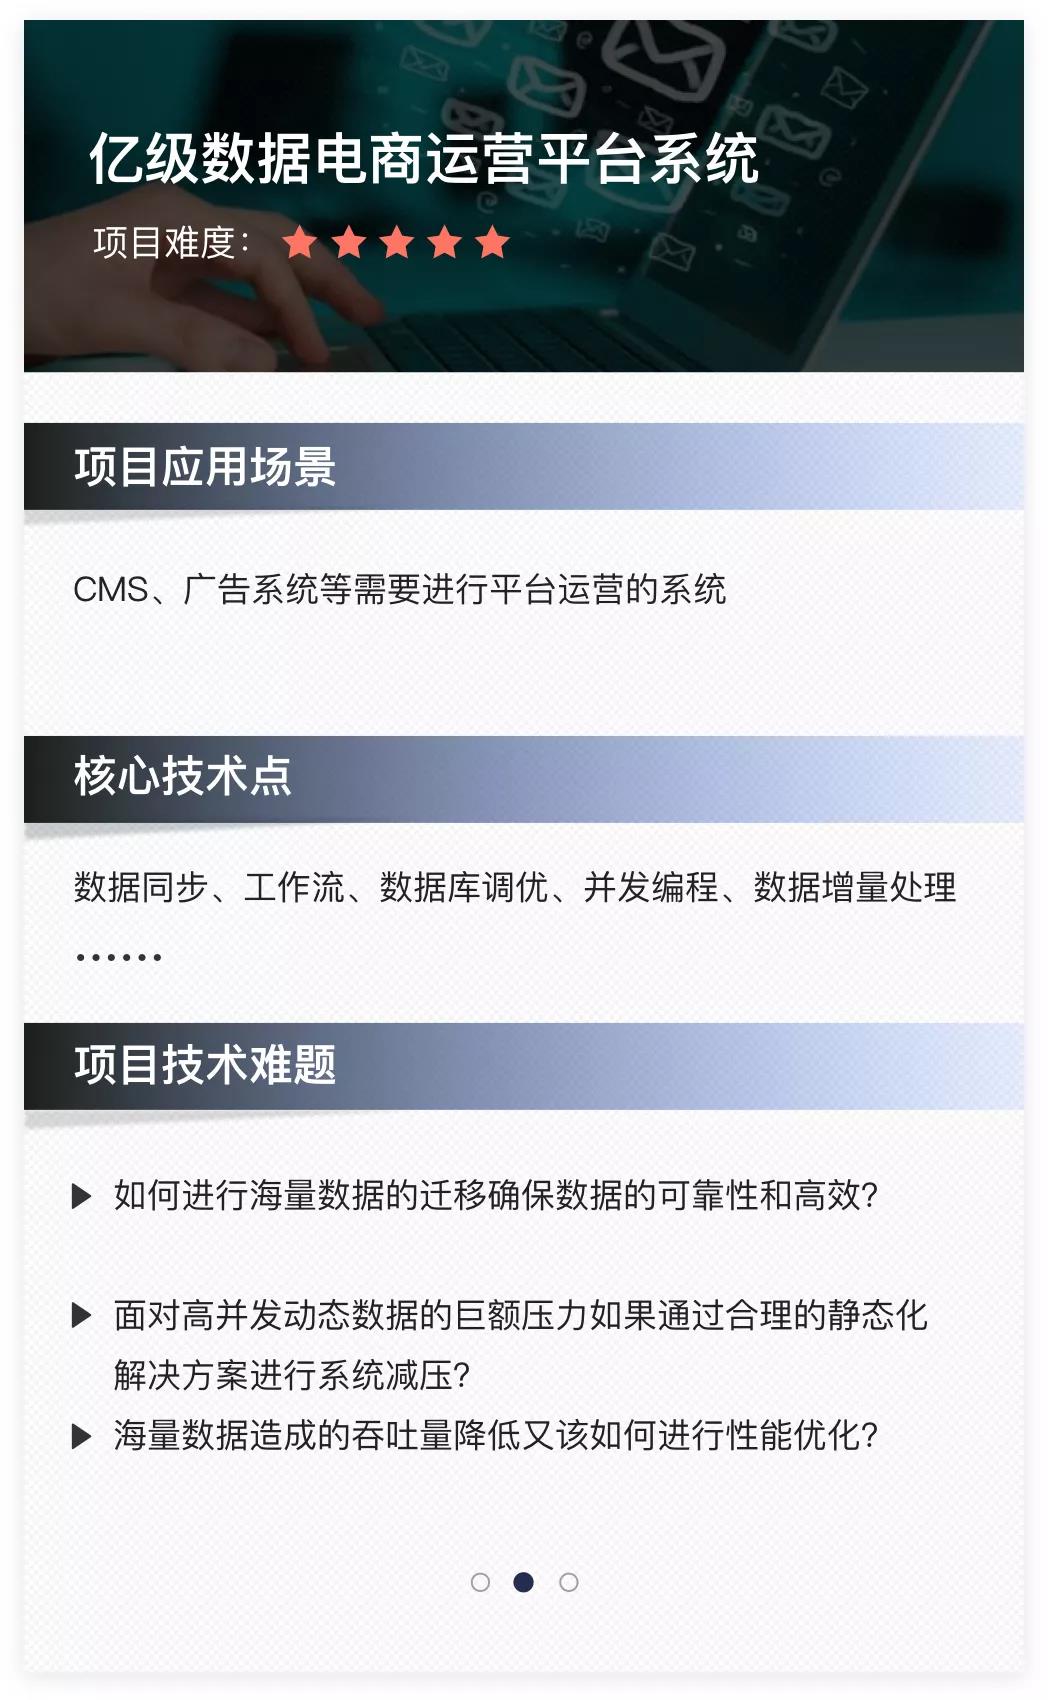 亿级数据电商运营平台系统
项目难度：
项目应用场景
CMS、广告系统等需要进行平台运营的系统
核心技术点
数据同步、工作流、数据库调优、并发编程、数据增量处理
······
项目技术难题
如何进行海量数据的迁移确保数据的可靠性和高效?
面对高并发动态数据的巨额压力如果通过合理的静态化
解决方案进行系统减压?
海量数据造成的吞吐量降低又该如何进行性能优化?